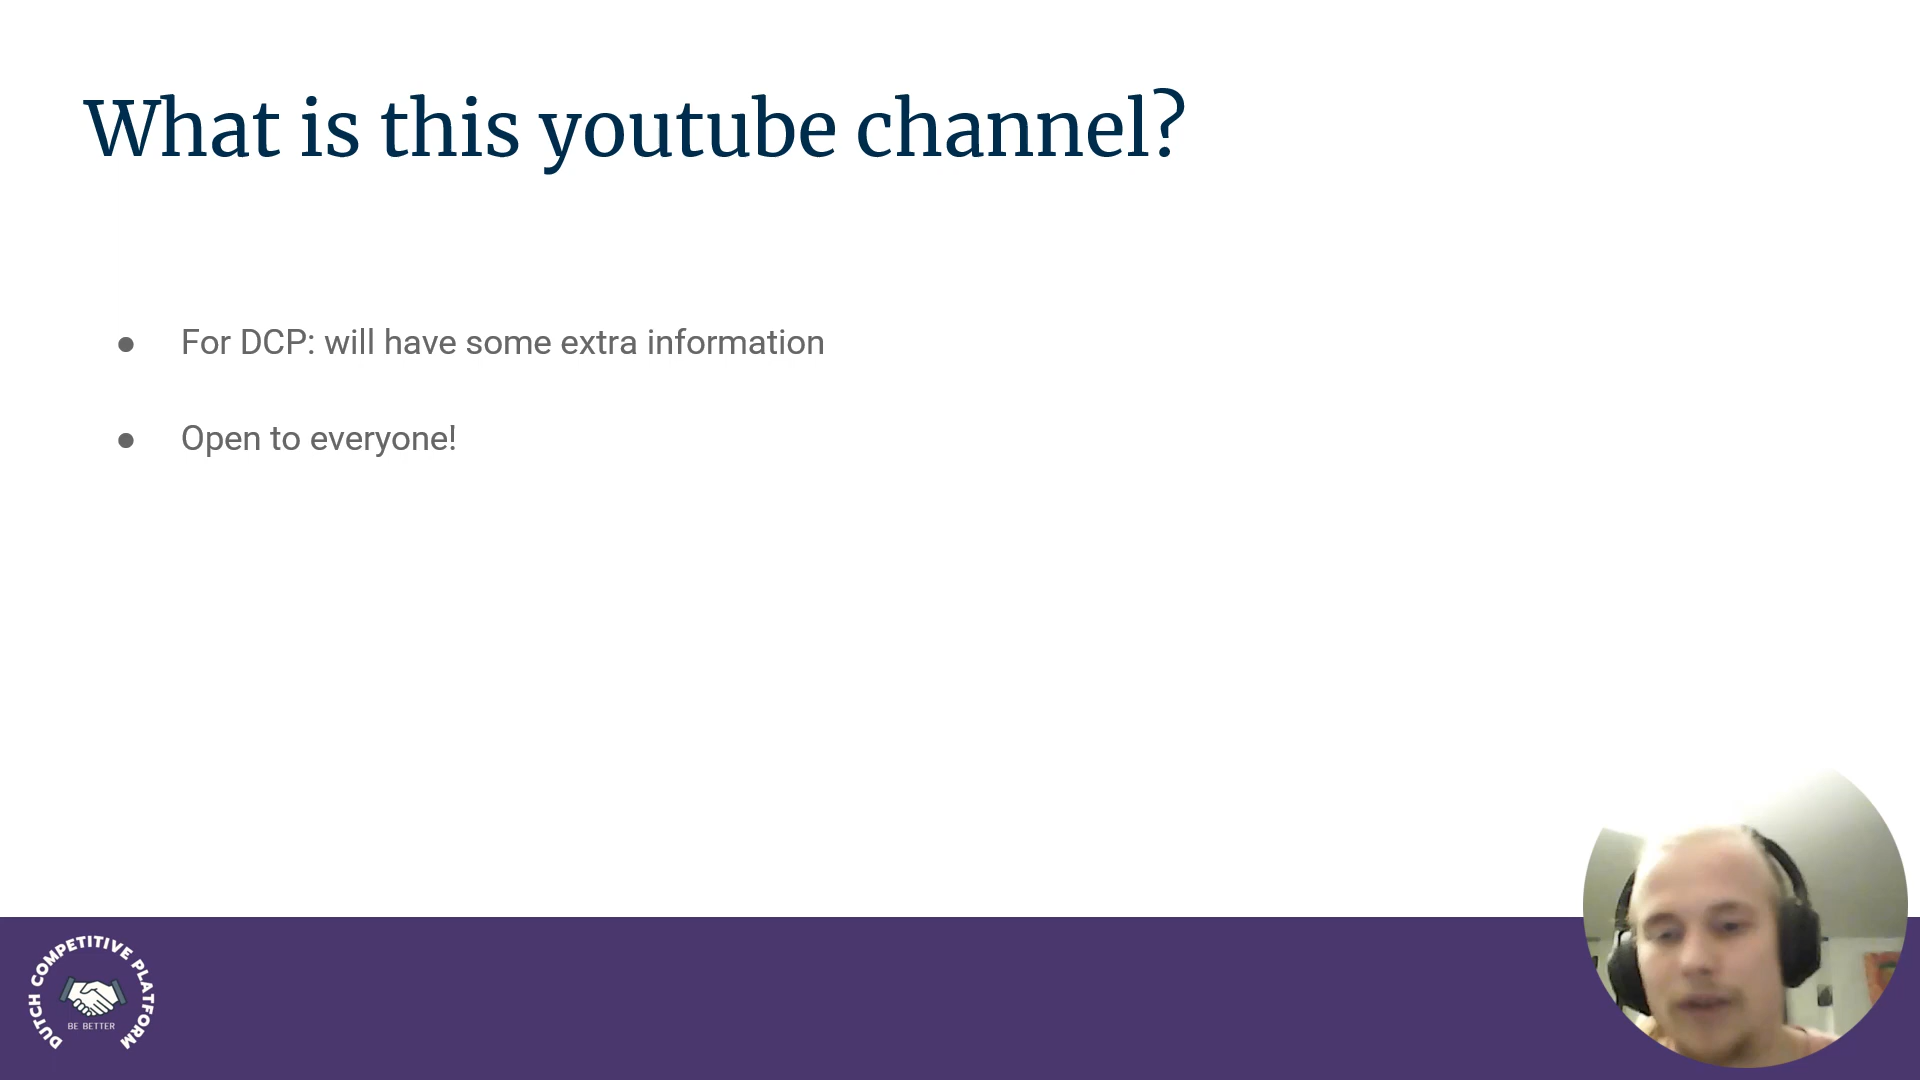 What is this youtube channel?
● For DCP: will have some extra information
● Open to everyone!
DUTCH COMPETITIVE PLATFORM
BE BETTER